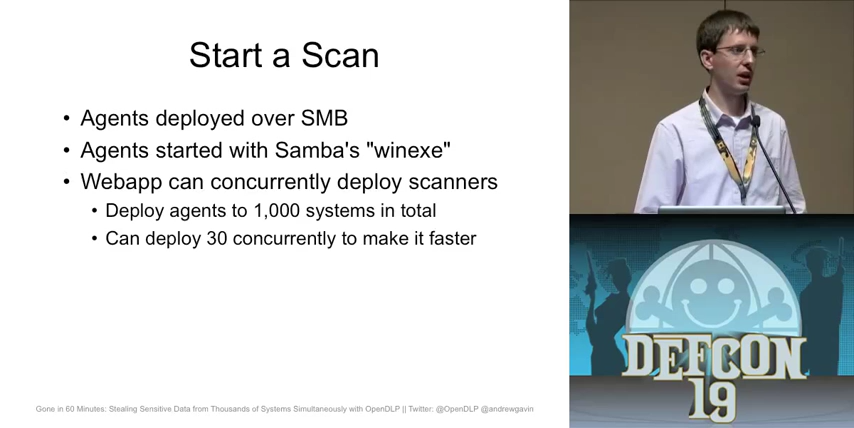 Start a Scan
• Agents deployed over SMB
• Agents started with Samba's "winexe"
• Webapp can concurrently deploy scanners
• Deploy agents to 1,000 systems in total
• Can deploy 30 concurrently to make it faster
Gone in 60 Minutes: Stealing Sensitive Data from Thousands of Systems Simultaneously with OpenDLP || Twitter: @OpenDLP @andrewgavin
DEFCON
19